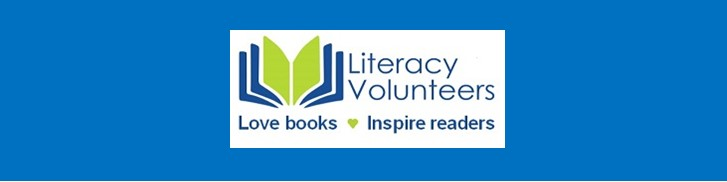 Literacy
Volunteers
Love books ♥ Inspire readers